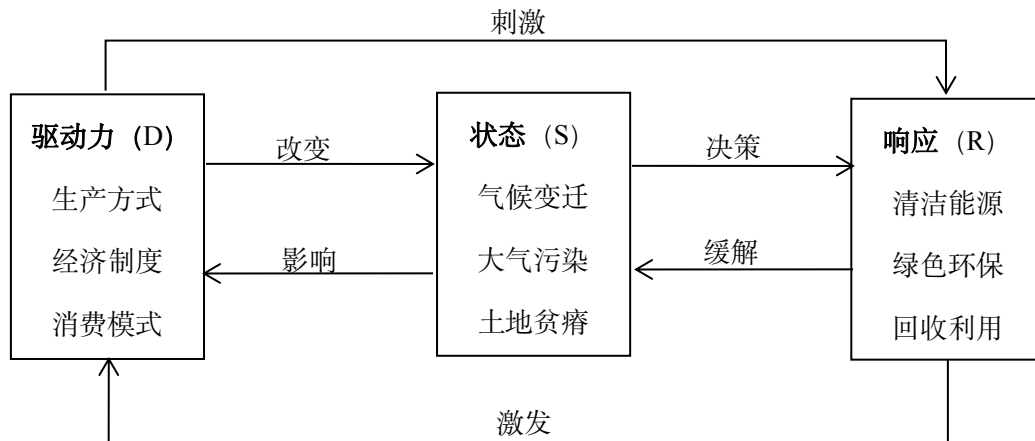 刺激
驱动力（D）
生产方式
经济制度
消费模式
改变
影响
状态（S）
气候变迁
大气污染
土地贫瘠
决策
缓解
响应（R）
清洁能源
绿色环保
回收利用
激发